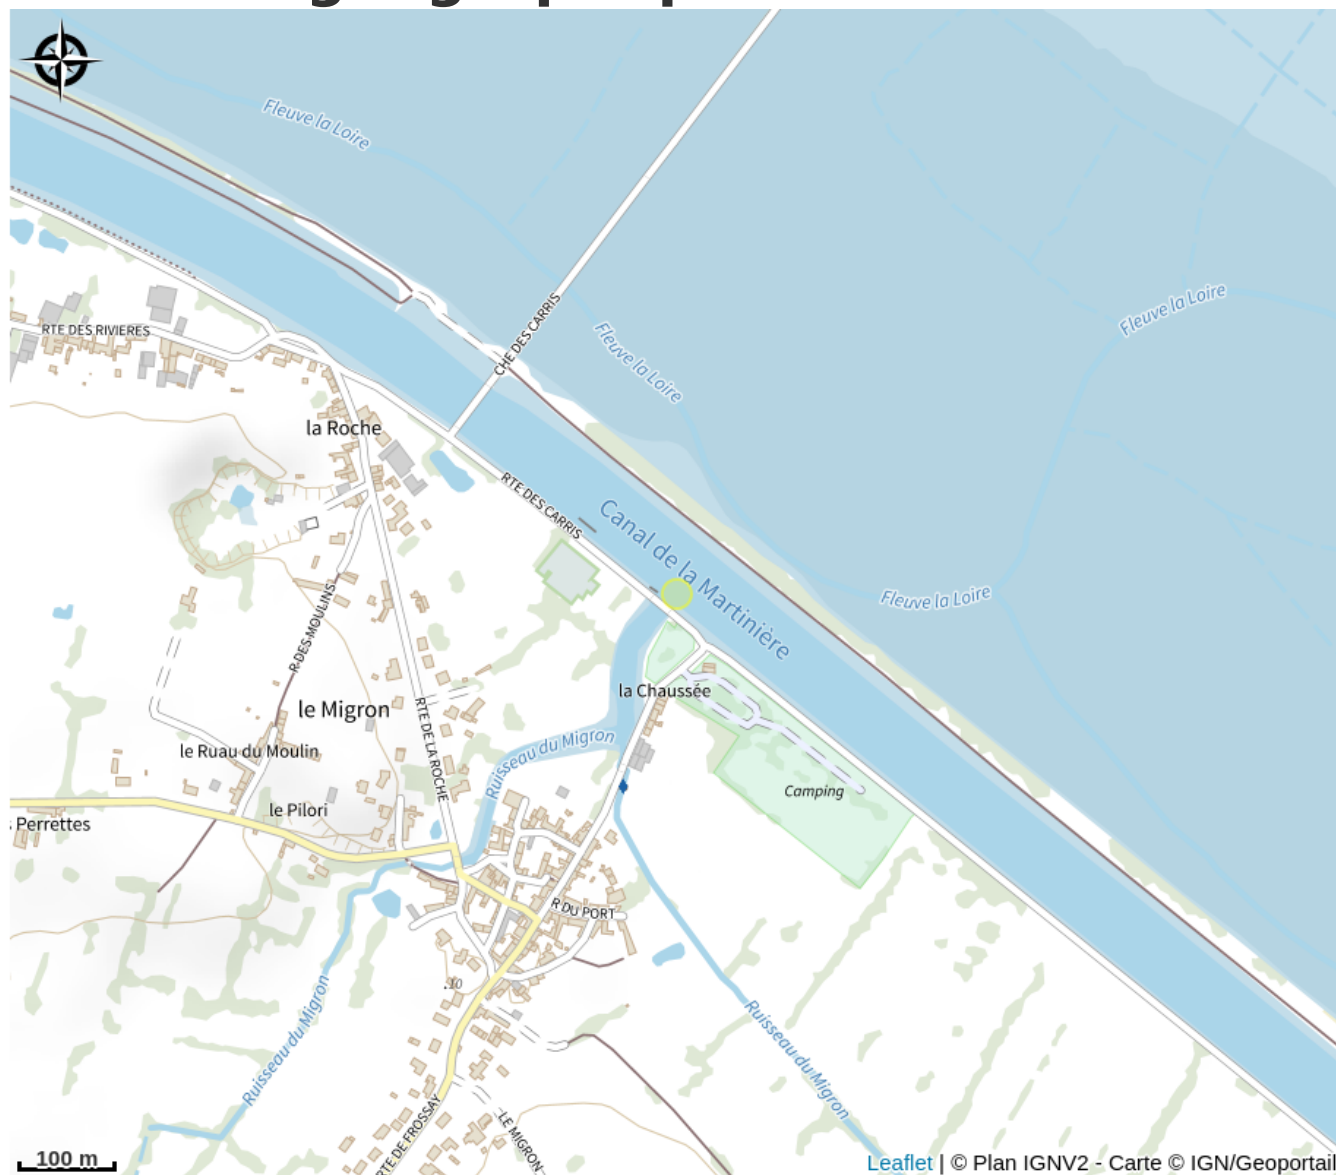 Fleuve la Loire
Fleuve la Loire
RTE DES RIVIERES
CHE DES CARRIS
Fleuve la Loire
la Roche
RTE DES CARRIS
Canal de la Martinière
Fleuve la Loire
R DES MOULINS
la Chaussée
RTE DE LA ROCHE
le Migron
Ruisseau du Migron
le Ruau du Moulin
Camping
le Pilori
Perrettes
R DU PORT
.10
Ruisseau du Migron
Ruisseau du Migron
RTE DE FROSSAY
LE MIGRON
100 m
Leaflet | © Plan IGNV2 - Carte © IGN/Geoportail